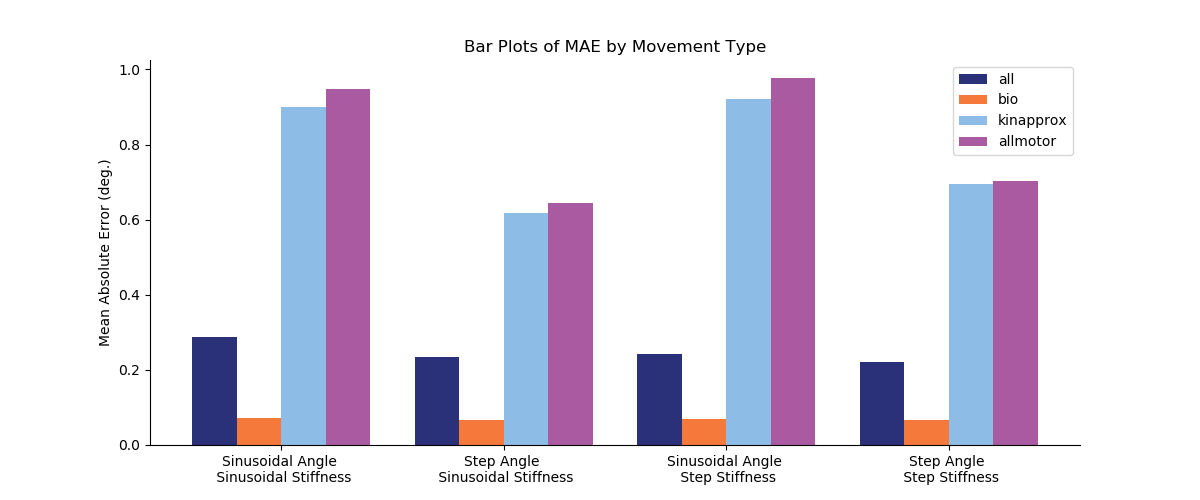 Bar Plots of MAE by Movement Type
Mean Absolute Error (deg.)
1.0
0.8
0.6
0.4
0.2
0.0
all
bio
kinapprox
allmotor
Sinusoidal Angle
Sinusoidal Stiffness
Step Angle
Sinusoidal Stiffness
Sinusoidal Angle
Step Stiffness
Step Angle
Step Stiffness